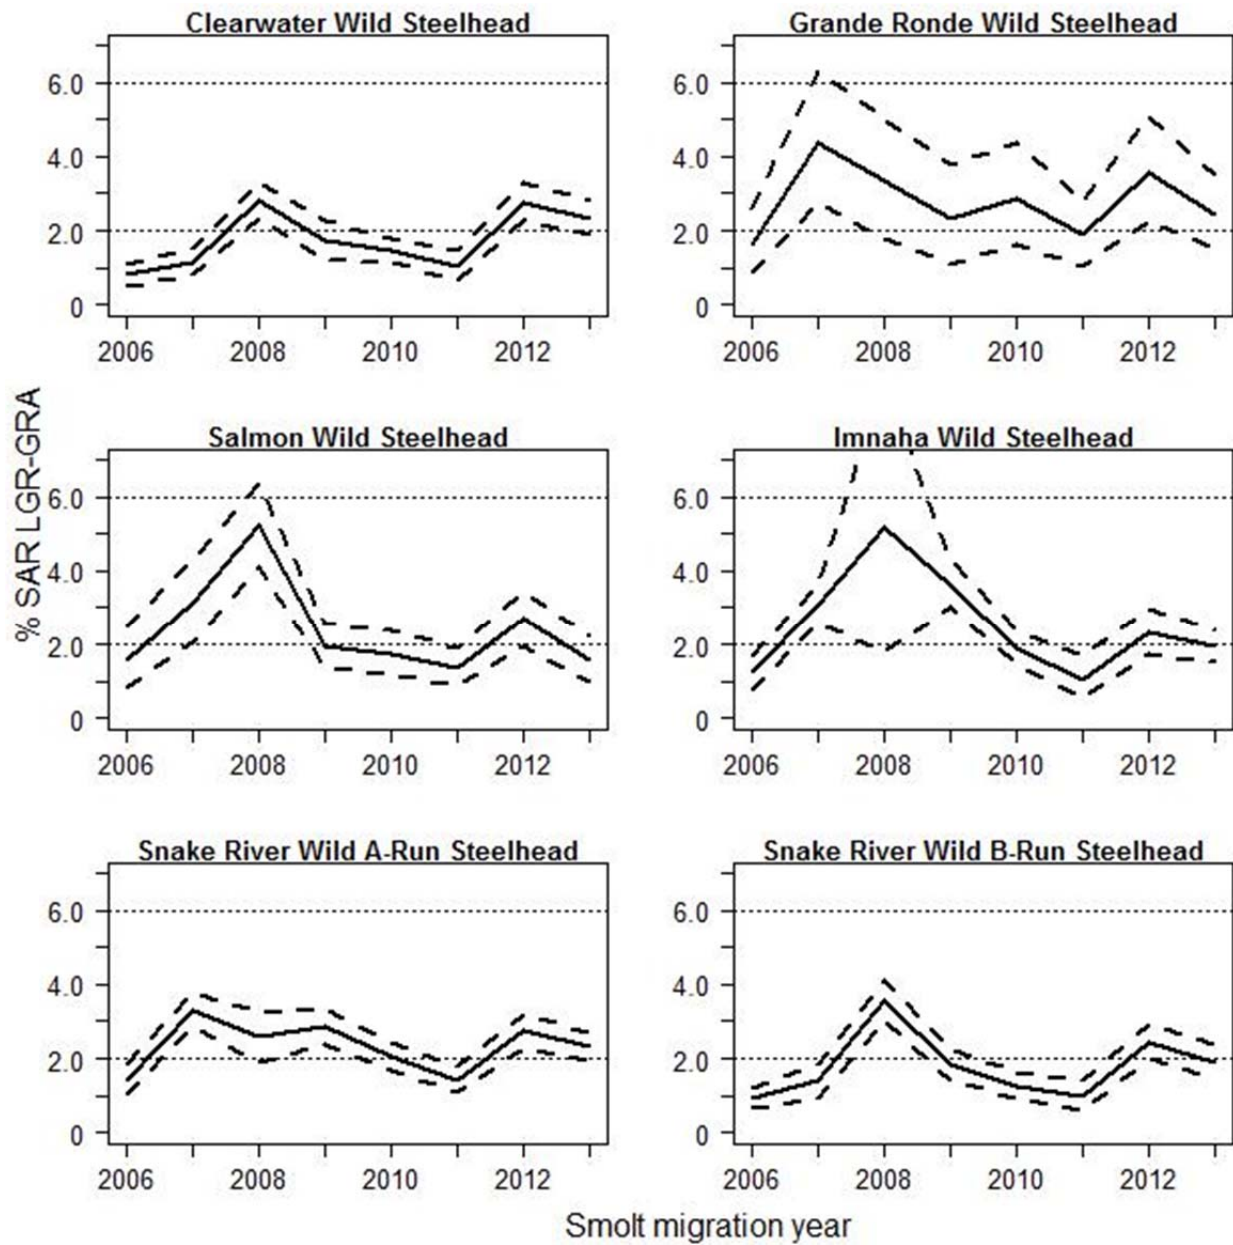 Clearwater Wild Steelhead
6.0
4.0
2.0
0
2006 2008 2010 2012
Grande Ronde Wild Steelhead
6.0
4.0
2.0
0
2006 2008 2010 2012
% SAR LGR-GRA
Salmon Wild Steelhead
6.0
4.0
2.0
0
2006 2008 2010 2012
Imnaha Wild Steelhead
6.0
4.0
2.0
0
2006 2008 2010 2012
Snake River Wild A-Run Steelhead
6.0
4.0
2.0
0
2006 2008 2010 2012
Snake River Wild B-Run Steelhead
6.0
4.0
2.0
0
2006 2008 2010 2012
Smolt migration year